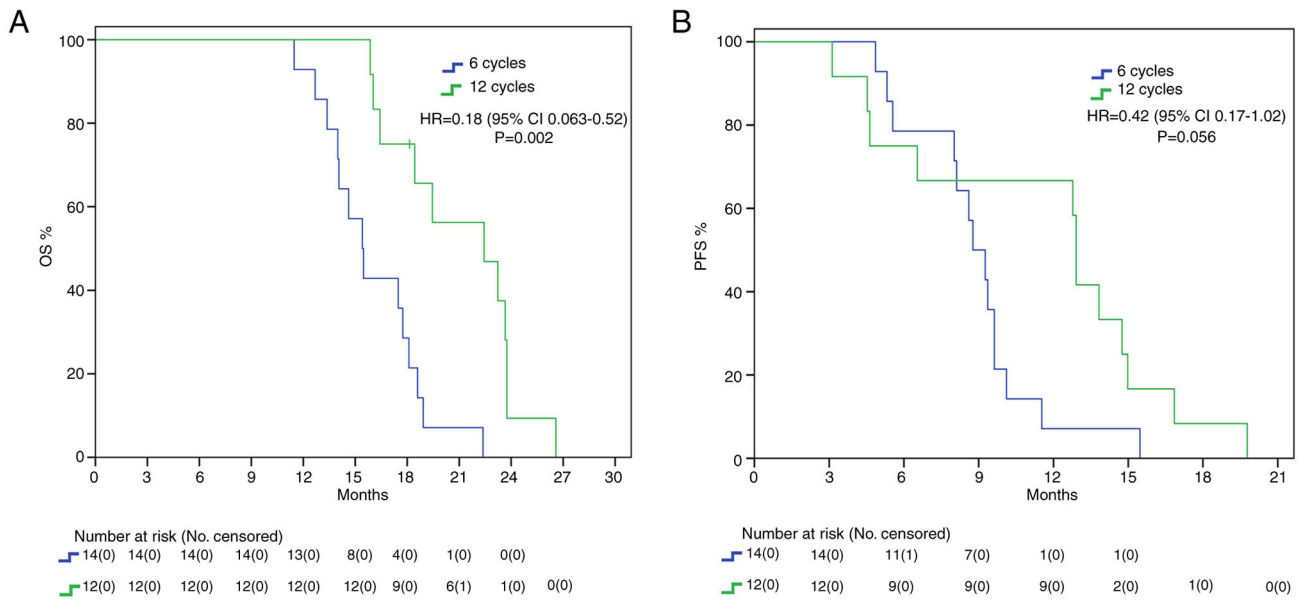 A
B
100
80
60
40
20
0
OS %
6 cycles
12 cycles
HR=0.18 (95% CI 0.063-0.52)
P=0.002
0 3 6 9 12 15 18 21 24 27 30
Months
Number at risk (No. censored)
14(0) 14(0) 14(0) 14(0) 13(0) 8(0) 4(0) 1(0) 0(0)
12(0) 12(0) 12(0) 12(0) 12(0) 12(0) 9(0) 6(1) 1(0) 0(0)
100
80
60
40
20
0
PFS %
6 cycles
12 cycles
HR=0.42 (95% CI 0.17-1.02)
P=0.056
0 3 6 9 12 15 18 21
Months
Number at risk (No. censored)
14(0) 14(0) 11(1) 7(0) 1(0) 1(0)
12(0) 12(0) 9(0) 9(0) 9(0) 2(0) 1(0) 0(0)